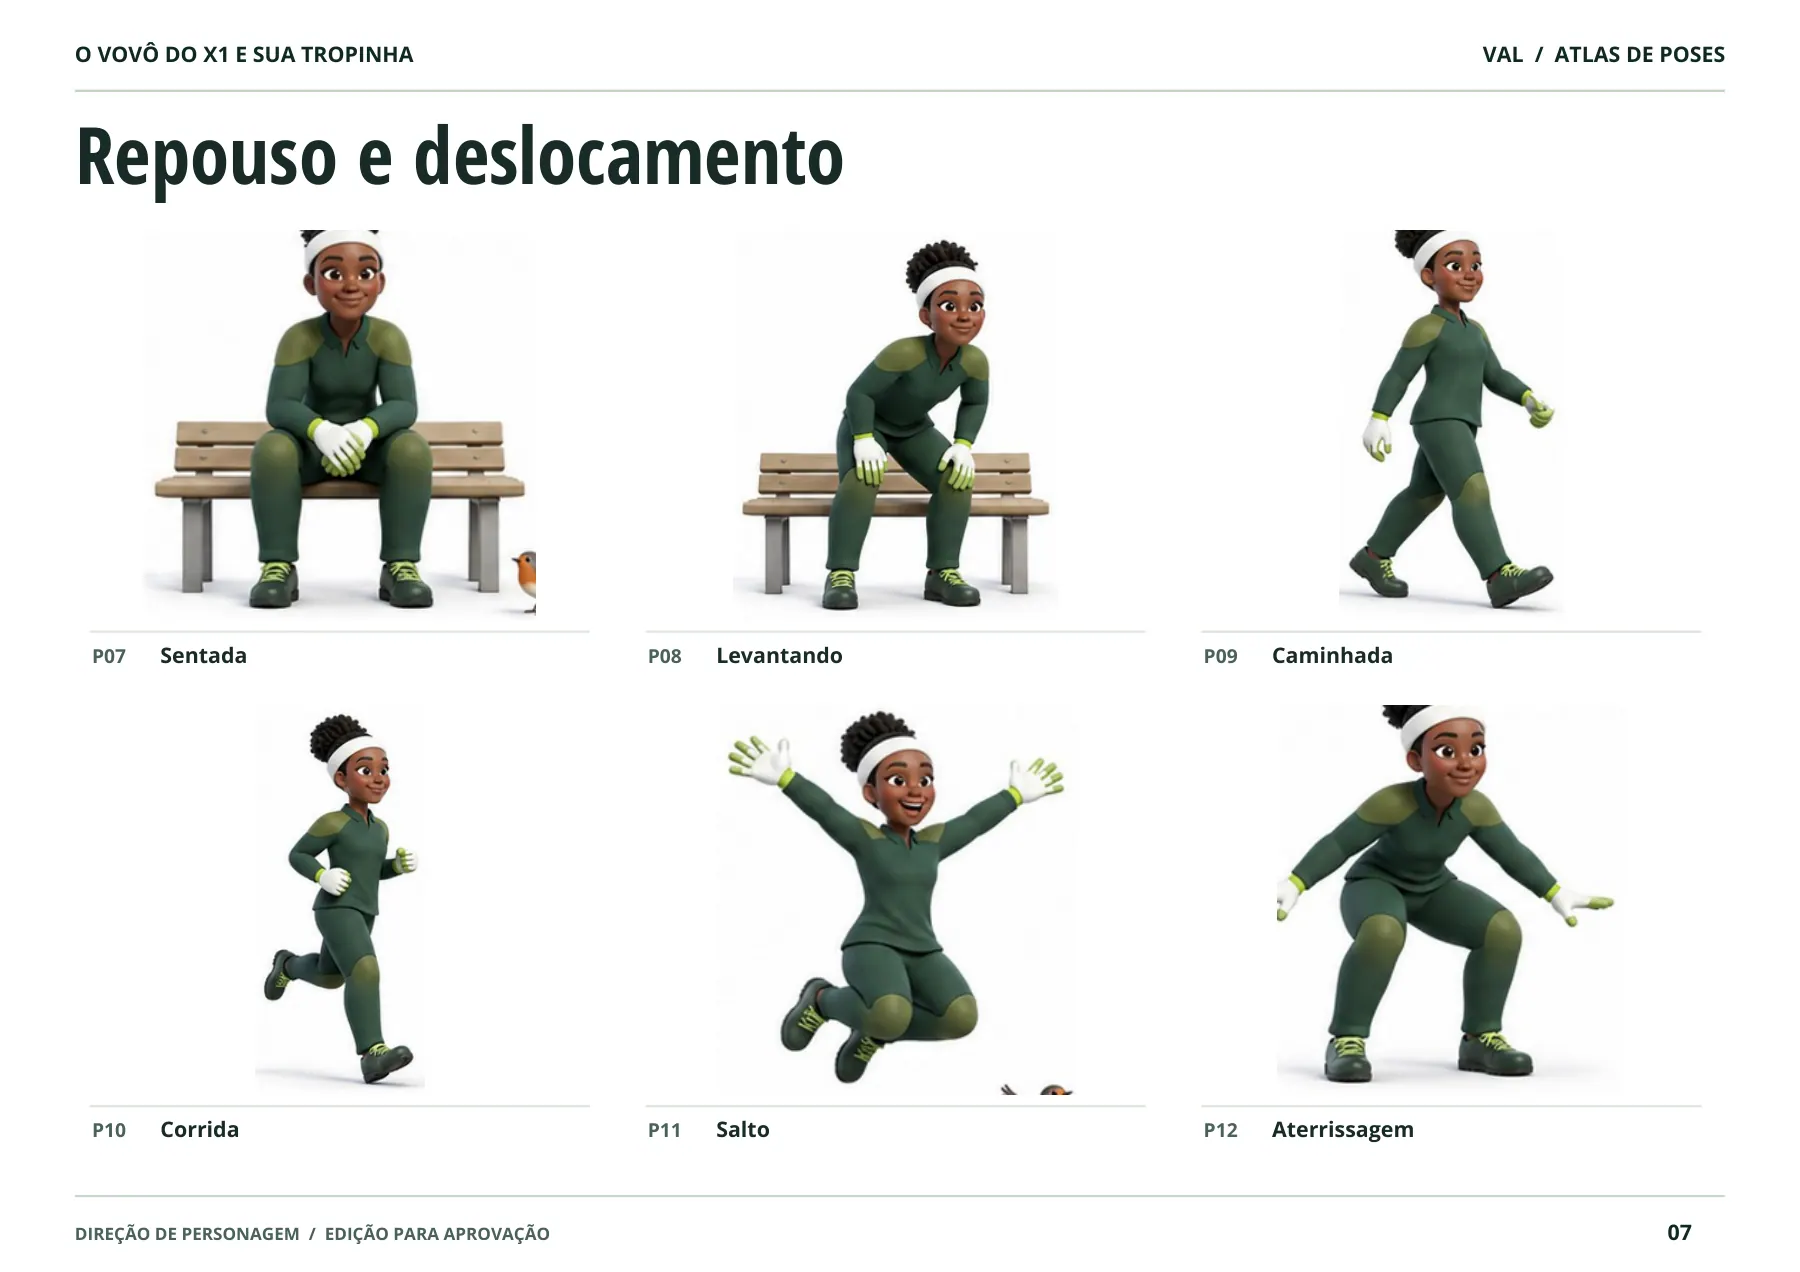 O VOVÔ DO X1 E SUA TROPINHA
VAL / ATLAS DE POSES
Repouso e deslocamento
P07 Sentada
P08 Levantando
P09 Caminhada
P10 Corrida
P11 Salto
P12 Aterrissagem
DIREÇÃO DE PERSONAGEM / EDIÇÃO PARA APROVAÇÃO
07